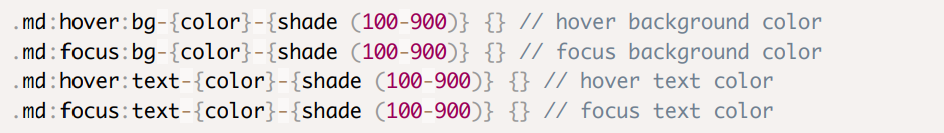 .md:hover:bg-{color}-{shade (100-900)} {} // hover background color
.md:focus:bg-{color}-{shade (100-900)} {} // focus background color
.md:hover:text-{color}-{shade (100-900)} {} // hover text color
.md:focus:text-{color}-{shade (100-900)} {} // focus text color